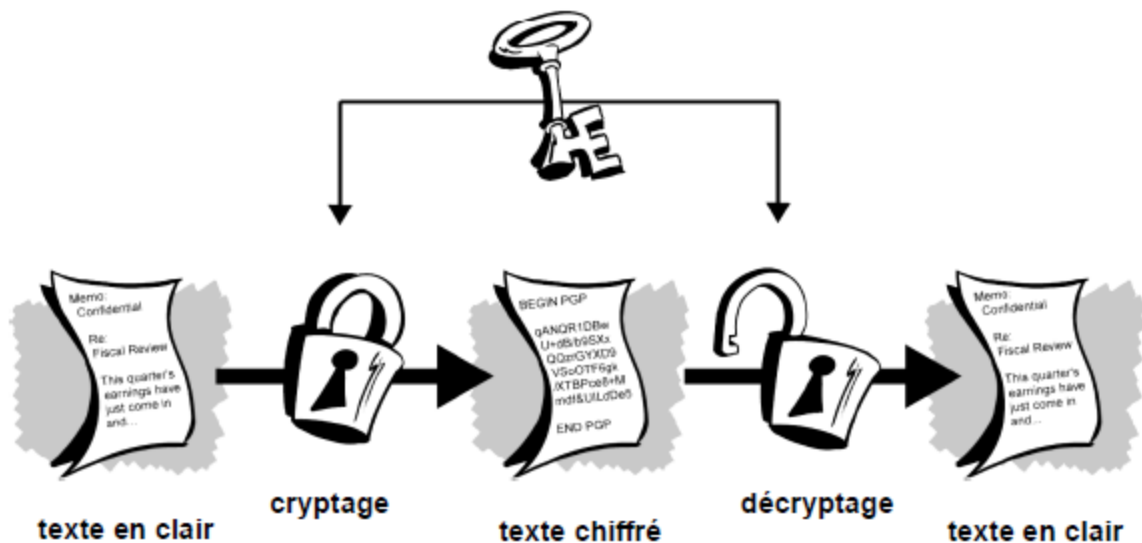 Memo:
Confidential
Re:
Fiscal Review
This quarter's
earnings have
just come in
and...
BEGIN PGP
END PGP
Memo:
Confidential
Re:
Fiscal Review
This quarter's
earnings have
just come in
and...
cryptage
décryptage
texte en clair
texte chiffré
texte en clair